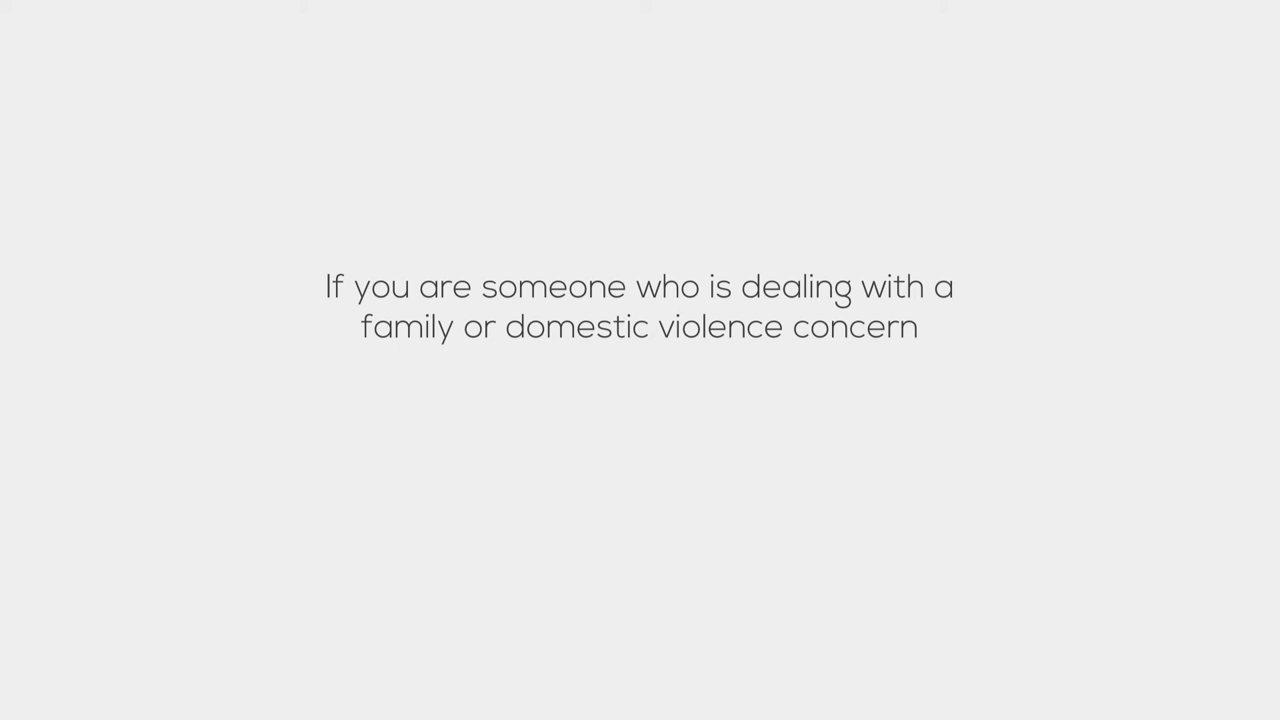 If you are someone who is dealing with a
family or domestic violence concern